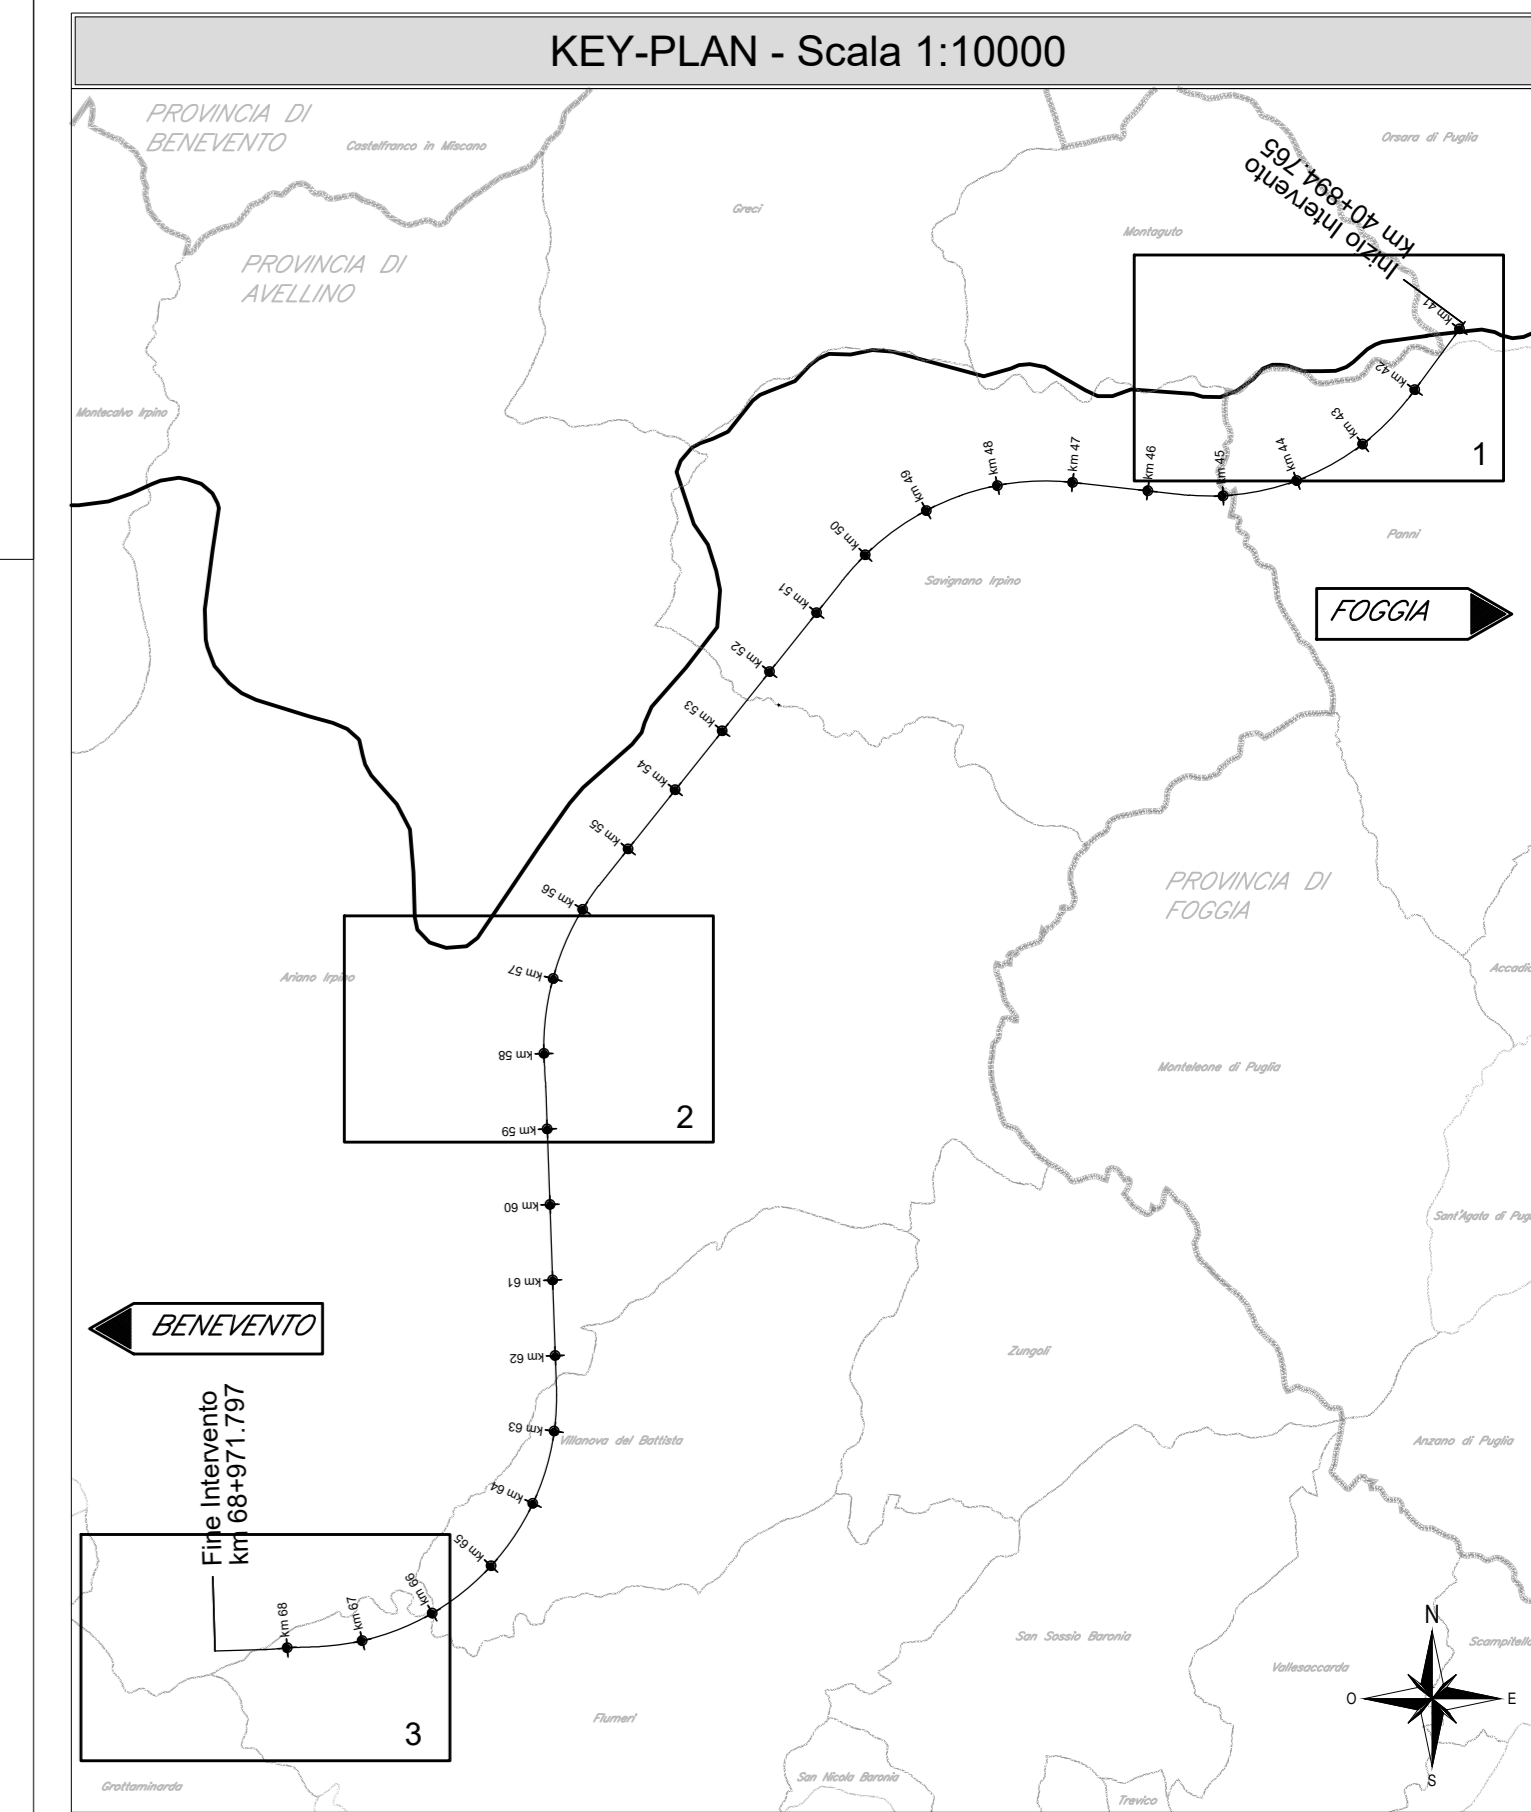 KEY-PLAN - Scala 1:10000
PROVINCIA DI
BENEVENTO
Castelfranco in Miscano
Orsara di Puglia
Greci
Montaguto
Inizio Intervento
km 40+894.765
PROVINCIA DI
AVELLINO
km 41
km 42
km 43
km 44
km 45
km 46
km 47
km 48
km 49
km 50
km 51
km 52
km 53
km 54
km 55
km 56
km 57
km 58
km 59
km 60
km 61
km 62
km 63
km 64
km 65
km 66
km 67
km 68
Montecalvo Irpino
1
Panni
Savignano Irpino
FOGGIA
PROVINCIA DI
FOGGIA
Ariano Irpino
2
Monteleone di Puglia
BENEVENTO
Zungoli
Fine Intervento
km 68+971.797
Villanova del Battista
Anzano di Puglia
San Sossio Baronia
Vallesaccarda
N
O
E
S
3
Flumeri
San Nicola Baronia
Trevico
Grottaminarda